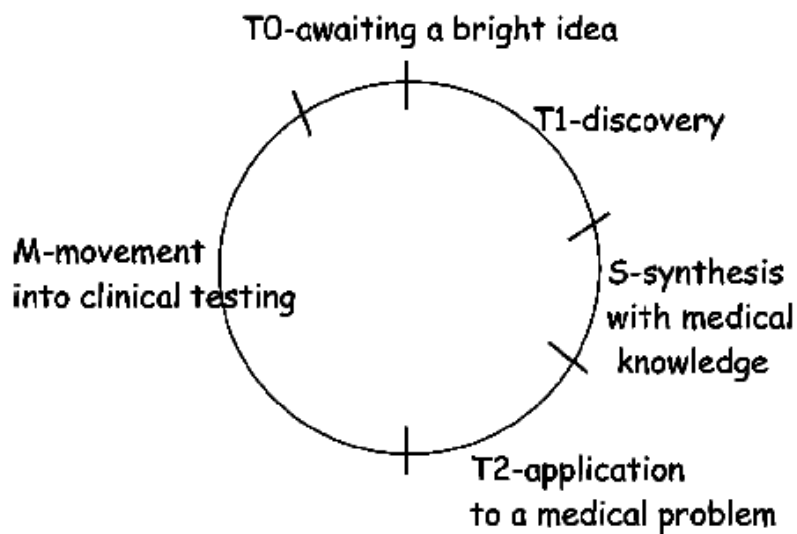 T0-awaiting a bright idea
T1-discovery
S-synthesis
with medical
knowledge
T2-application
to a medical problem
M-movement
into clinical testing